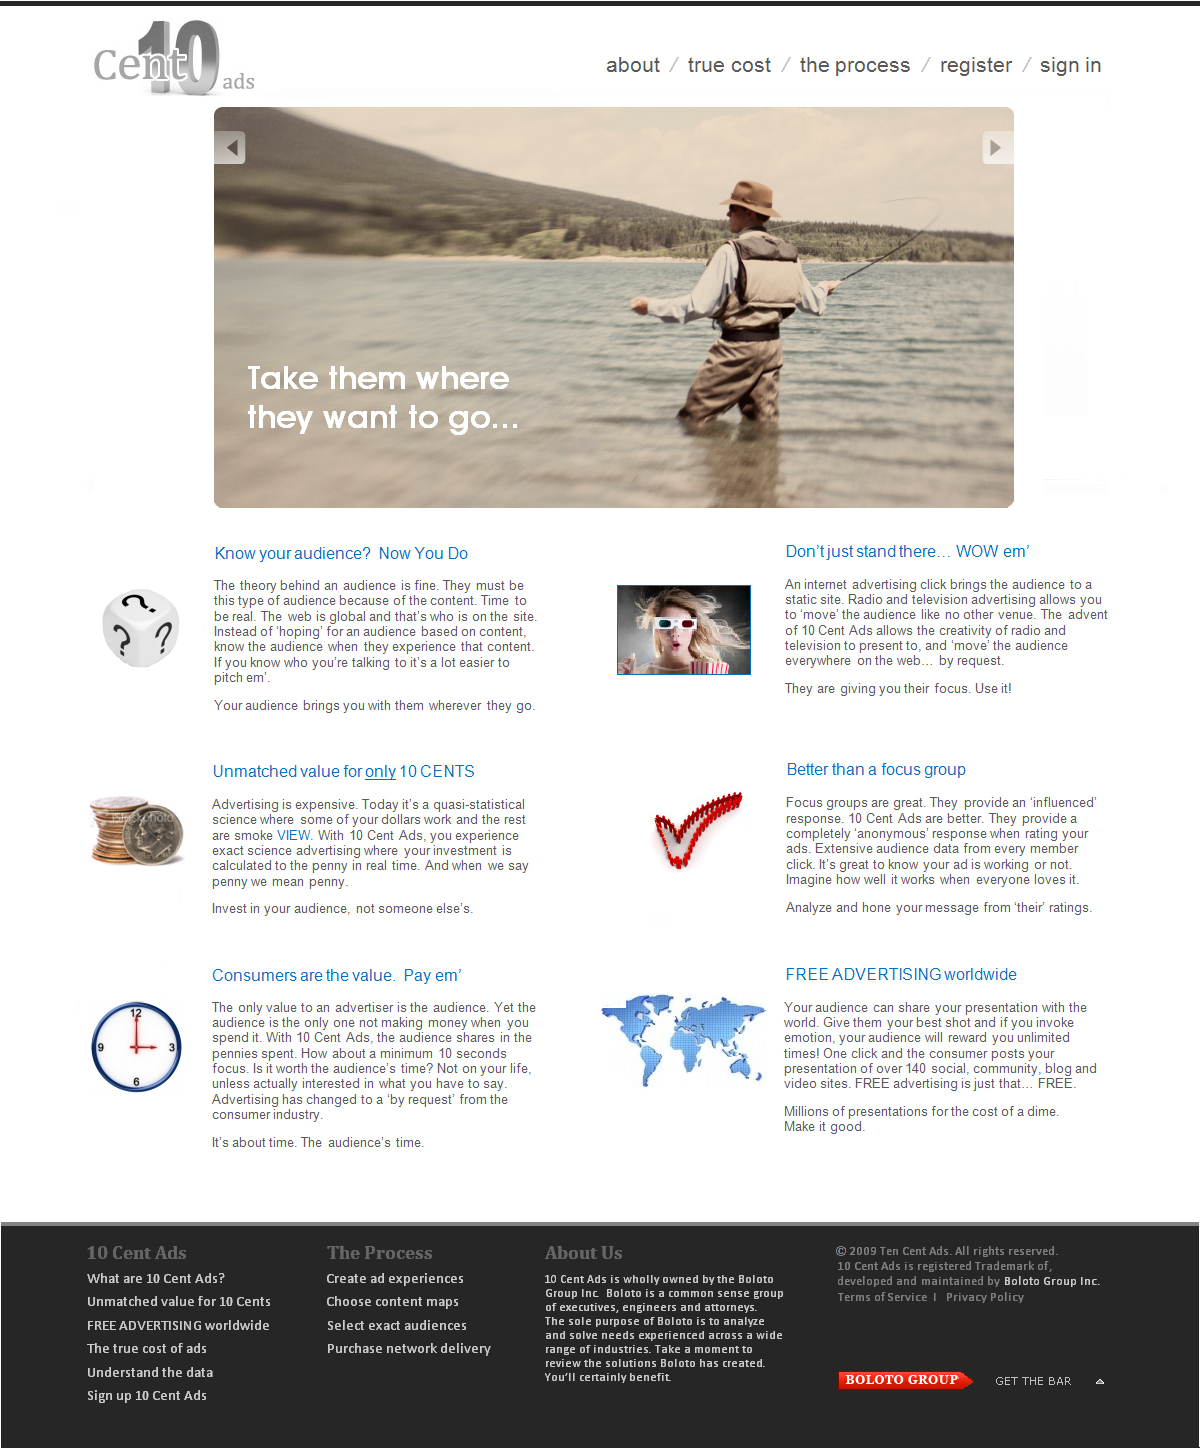 Cent 10 ads
about / true cost / the process / register / sign in
Take them where
they want to go...
Know your audience? Now You Do
The theory behind an audience is fine. They must be
this type of audience because of the content. Time to
be real. The web is global and that's who is on the site.
Instead of ‘hoping’ for an audience based on content,
know the audience when they experience that content.
If you know who you're talking to it's a lot easier to
pitch em’.
Your audience brings you with them wherever they go.
Don’t just stand there… WOW em’
An internet advertising click brings the audience to a
static site. Radio and television advertising allows you
to ‘move’ the audience like no other venue. The advent
of 10 Cent Ads allows the creativity of radio and
television to present to, and ‘move’ the audience
everywhere on the web… by request.
They are giving you their focus. Use it!
Unmatched value for only 10 CENTS
Advertising is expensive. Today it’s a quasi-statistical
science where some of your dollars work and the rest
are smoke VIEW. With 10 Cent Ads, you experience
exact science advertising where your investment is
calculated to the penny in real time. And when we say
penny we mean penny.
Invest in your audience, not someone else’s.
Better than a focus group
Focus groups are great. They provide an ‘influenced’
response. 10 Cent Ads are better. They provide a
completely ‘anonymous’ response when rating your
ads. Extensive audience data from every member
click. It’s great to know your ad is working or not.
Imagine how well it works when everyone loves it.
Analyze and hone your message from ‘their’ ratings.
Consumers are the value. Pay em’
The only value to an advertiser is the audience. Yet the
audience is the only one not making money when you
spend it. With 10 Cent Ads, the audience shares in the
pennies spent. How about a minimum 10 seconds
focus. Is it worth the audience’s time? Not on your life,
unless actually interested in what you have to say.
Advertising has changed to a ‘by request’ from the
consumer industry.
It’s about time. The audience’s time.
12
9 3
6
FREE ADVERTISING worldwide
Your audience can share your presentation with the
world. Give them your best shot and if you invoke
emotion, your audience will reward you unlimited
times! One click and the consumer posts your
presentation of over 140 social, community, blog and
video sites. FREE advertising is just that… FREE.
Millions of presentations for the cost of a dime.
Make it good.
10 Cent Ads
What are 10 Cent Ads?
Unmatched value for 10 Cents
FREE ADVERTISING worldwide
The true cost of ads
Understand the data
Sign up 10 Cent Ads
The Process
Create ad experiences
Choose content maps
Select exact audiences
Purchase network delivery
About Us
10 Cent Ads is wholly owned by the Boloto
Group Inc. Boloto is a common sense group
of executives, engineers and attorneys.
The sole purpose of Boloto is to analyze
and solve needs experienced across a wide
range of industries. Take a moment to
review the solutions Boloto has created.
You’ll certainly benefit.
© 2009 Ten Cent Ads. All rights reserved.
10 Cent Ads is registered Trademark of,
developed and maintained by Boloto Group Inc.
Terms of Service | Privacy Policy
BOLOTO GROUP GET THE BAR